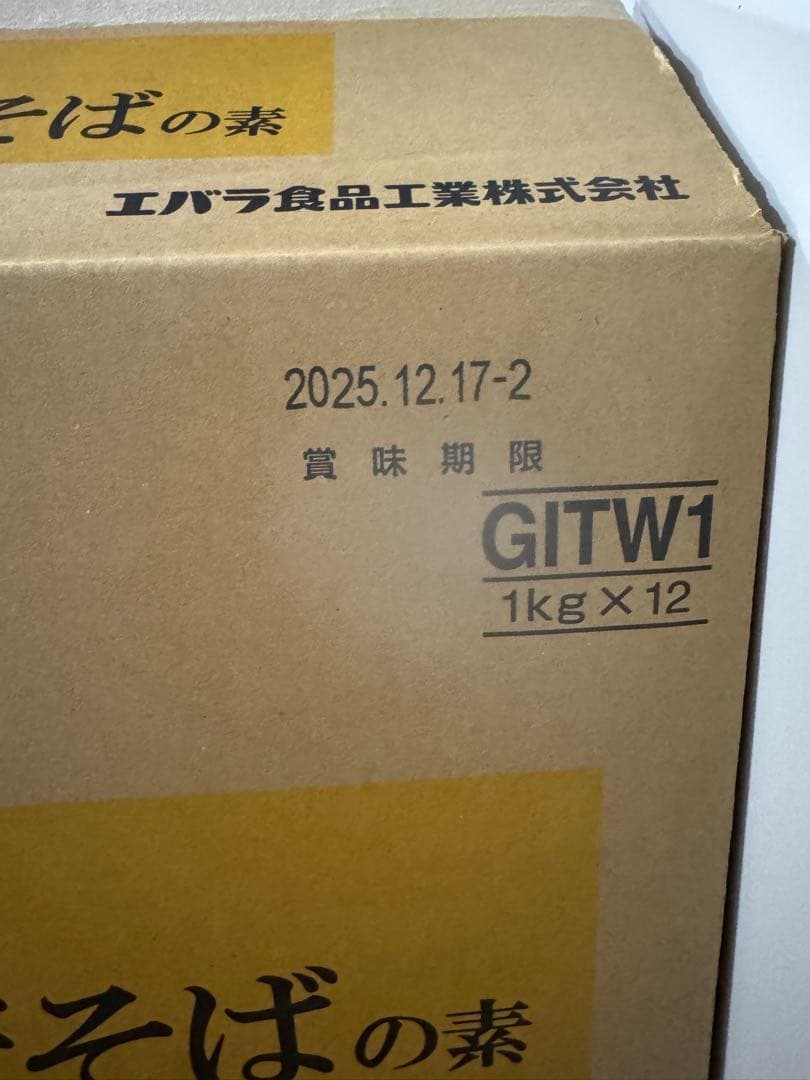 そばの素
エバラ食品工業株式会社
2025.12.17-2
賞味期限
GITW1
1kg×12
そばの素